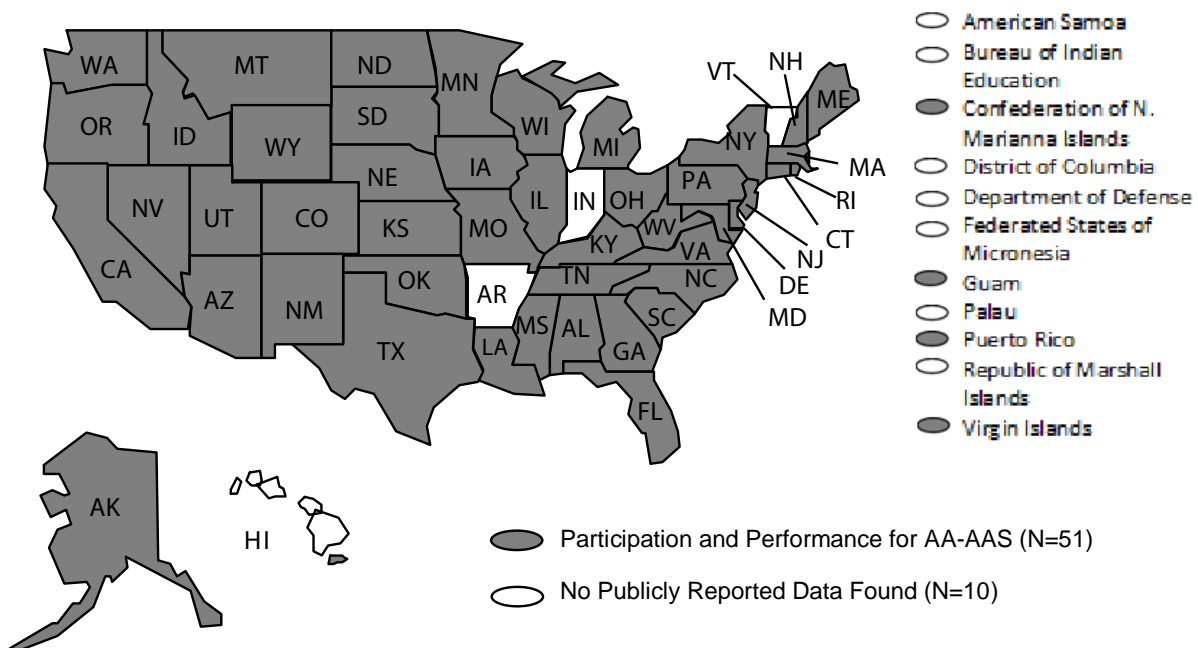 WA
MT
ND
MN
OR
ID
SD
WI
MI
NY
VT
NH
ME
WY
IA
NE
PA
MA
RI
CT
NJ
DE
MD
NV
UT
CO
KS
MO
IL
IN
OH
WV
KY
VA
CA
AZ
NM
OK
AR
TN
NC
SC
MS
AL
GA
LA
TX
FL
AK
HI
American Samoa
Bureau of Indian
Education
Confederation of N.
Marianna Islands
District of Columbia
Department of Defense
Federated States of
Micronesia
Guam
Palau
Puerto Rico
Republic of Marshall
Islands
Virgin Islands
Participation and Performance for AA-AAS (N=51)
No Publicly Reported Data Found (N=10)